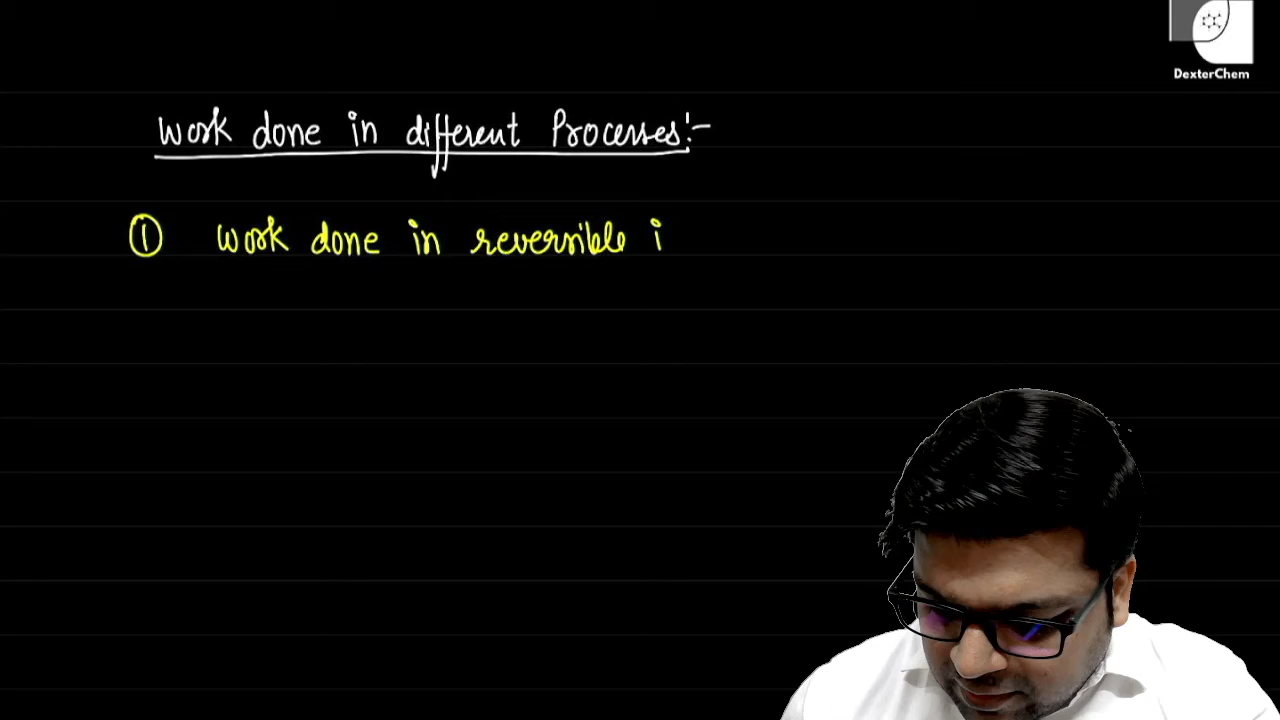 DexterChem
Work done in different Processes:-
① Work done in reversible i